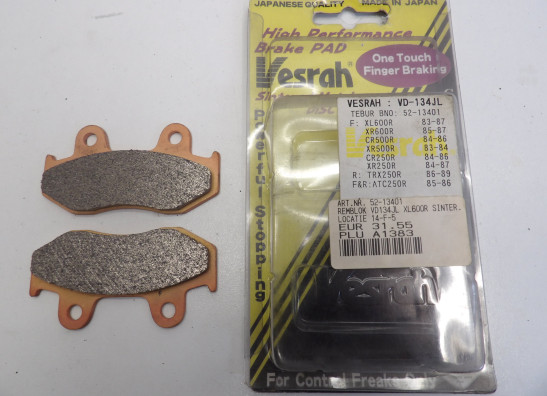 JAPANESE QUALITY MADE IN JAPAN
High Performance
Brake PAD
One Touch
Finger Braking
Vesrah
Powerful Stopping
VESRAH : VD-134JL
TEBUR BNO: 52-13401
F: XL600R 83-87
XR600R 85-87
CR500R 84-86
XR500R 83-84
CR250R 84-86
XR250R 84-87
R: TRX250R 86-89
F&R: ATC250R 85-86
ART.NR. 52-13401
REMBLOK VD134JL XL600R SINTER.
LOCATIE 14-F-5
EUR 31,55
PLU A1383
Vesrah
For Control Freaks Only